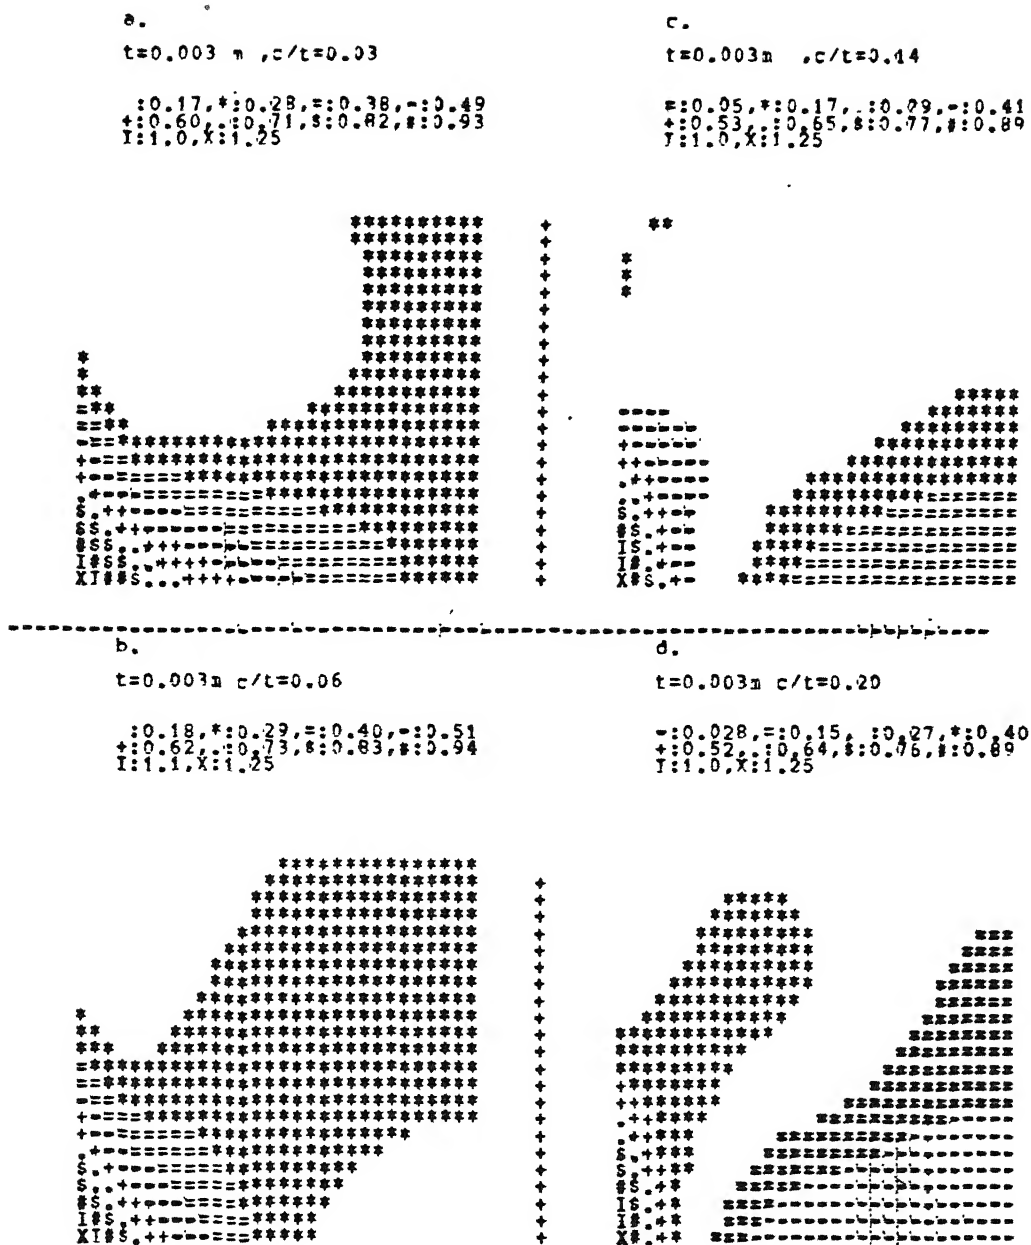 a.
t=0.003 m ,c/t=0.03
:0.17,*:0.28,=:0.38,-:0.49
+:0.60,.:0.71,$:0.82,#:0.93
I:1.0,X:1.25
c.
t=0.003m ,c/t=0.14
=:0.05,*:0.17, :0.29,-:0.41
+:0.53,.:0.65,$:0.77,#:0.89
I:1.0,X:1.25
b.
t=0.003m c/t=0.06
:0.18,*:0.29,=:0.40,-:0.51
+:0.62,.:0.73,$:0.83,#:0.94
I:1.1,X:1.25
d.
t=0.003m c/t=0.20
-:0.028,=:0.15, :0.27,*:0.40
+:0.52,.:0.64,$:0.76,#:0.89
I:1.0,X:1.25